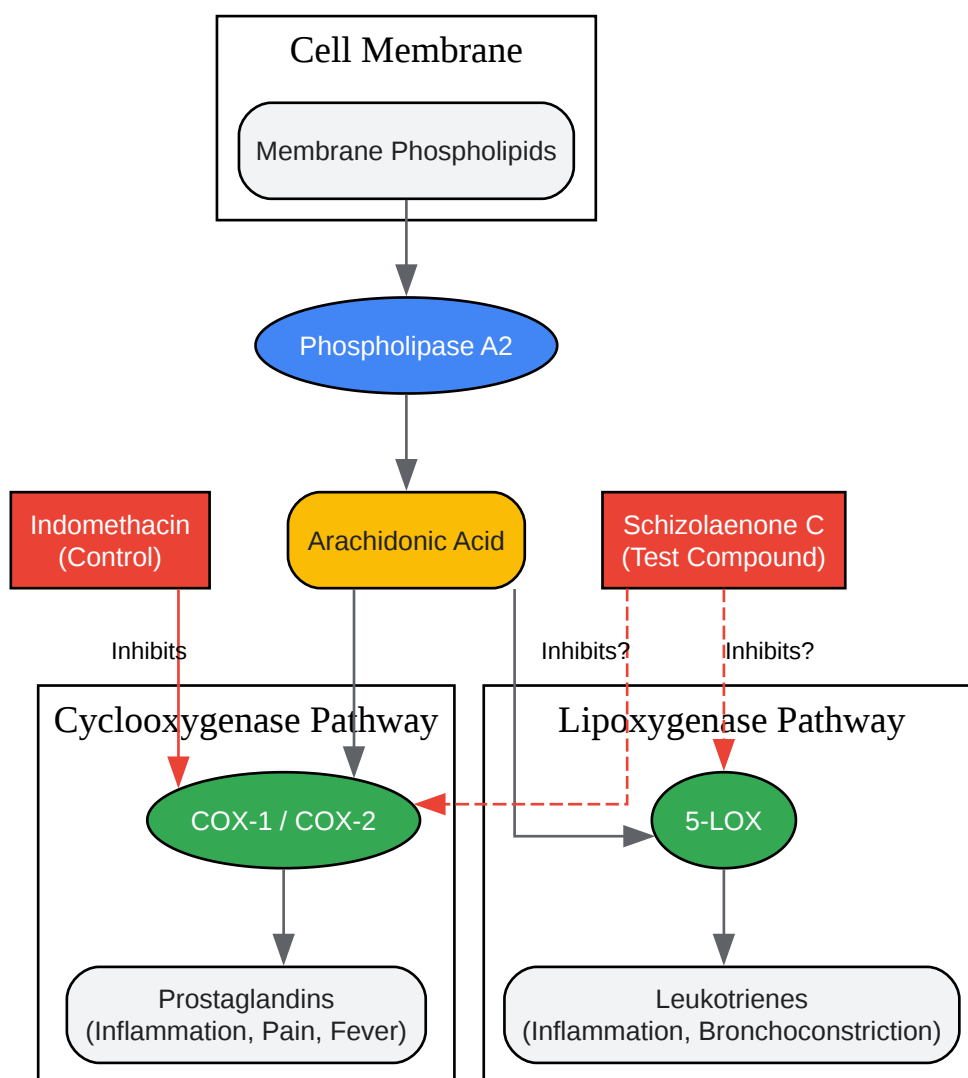 Cell Membrane
Membrane Phospholipids
Phospholipase A2
Indomethacin
(Control)
Arachidonic Acid
Schizolaenone C
(Test Compound)
Inhibits
Inhibits?
Inhibits?
Cyclooxygenase Pathway
Lipoxygenase Pathway
COX-1 / COX-2
5-LOX
Prostaglandins
(Inflammation, Pain, Fever)
Leukotrienes
(Inflammation, Bronchoconstriction)